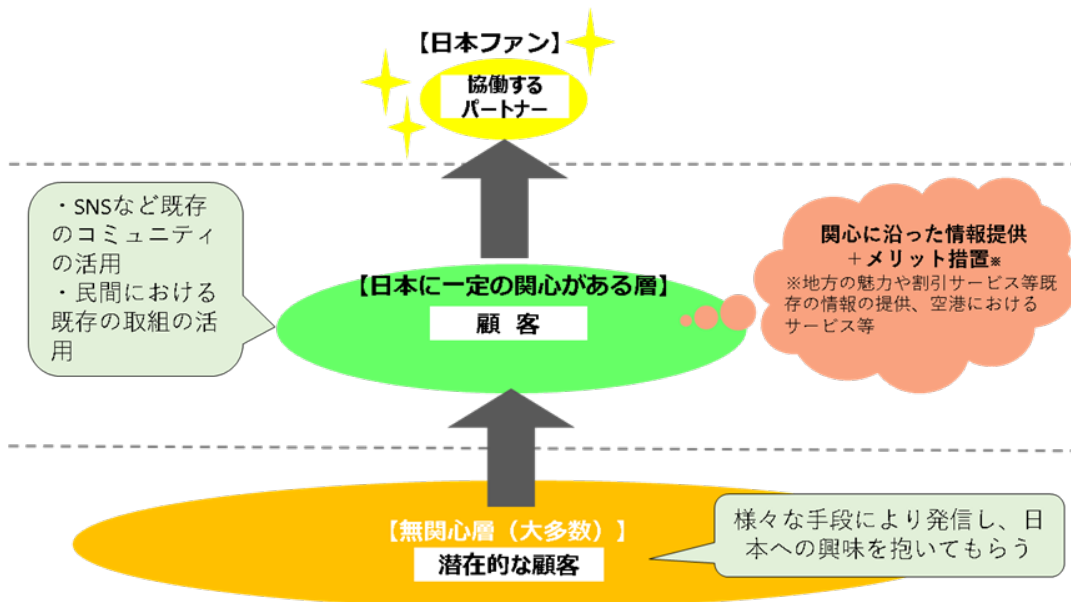 【日本ファン】
協働する
パートナー
・SNSなど既存
のコミュニティ
の活用
・民間における
既存の取組の活
用
【日本に一定の関心がある層】
顧 客
関心に沿った情報提供
+メリット措置※
※地方の魅力や割引サービス等既
存の情報の提供、空港における
サービス等
【無関心層(大多数)】
潜在的な顧客
様々な手段により発信し、日
本への興味を抱いてもらう